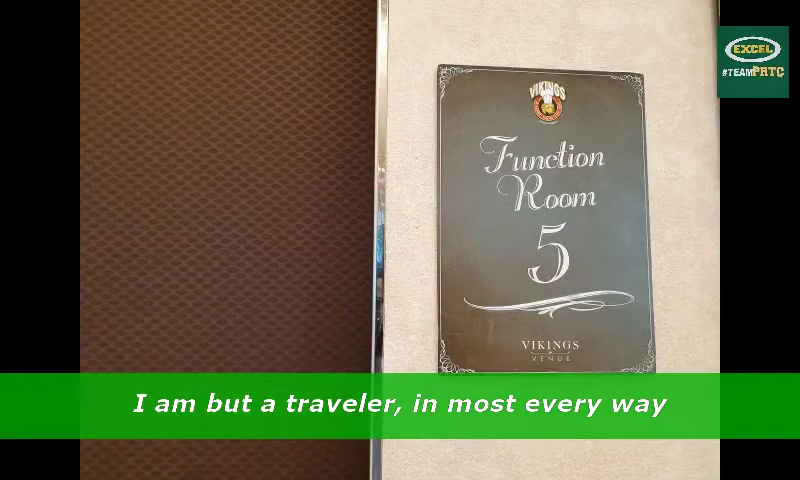 EXCEL
#TEAMPRTC
VIKINGS
Function
Room
5
VIKINGS
VENUE
I am but a traveler, in most every way